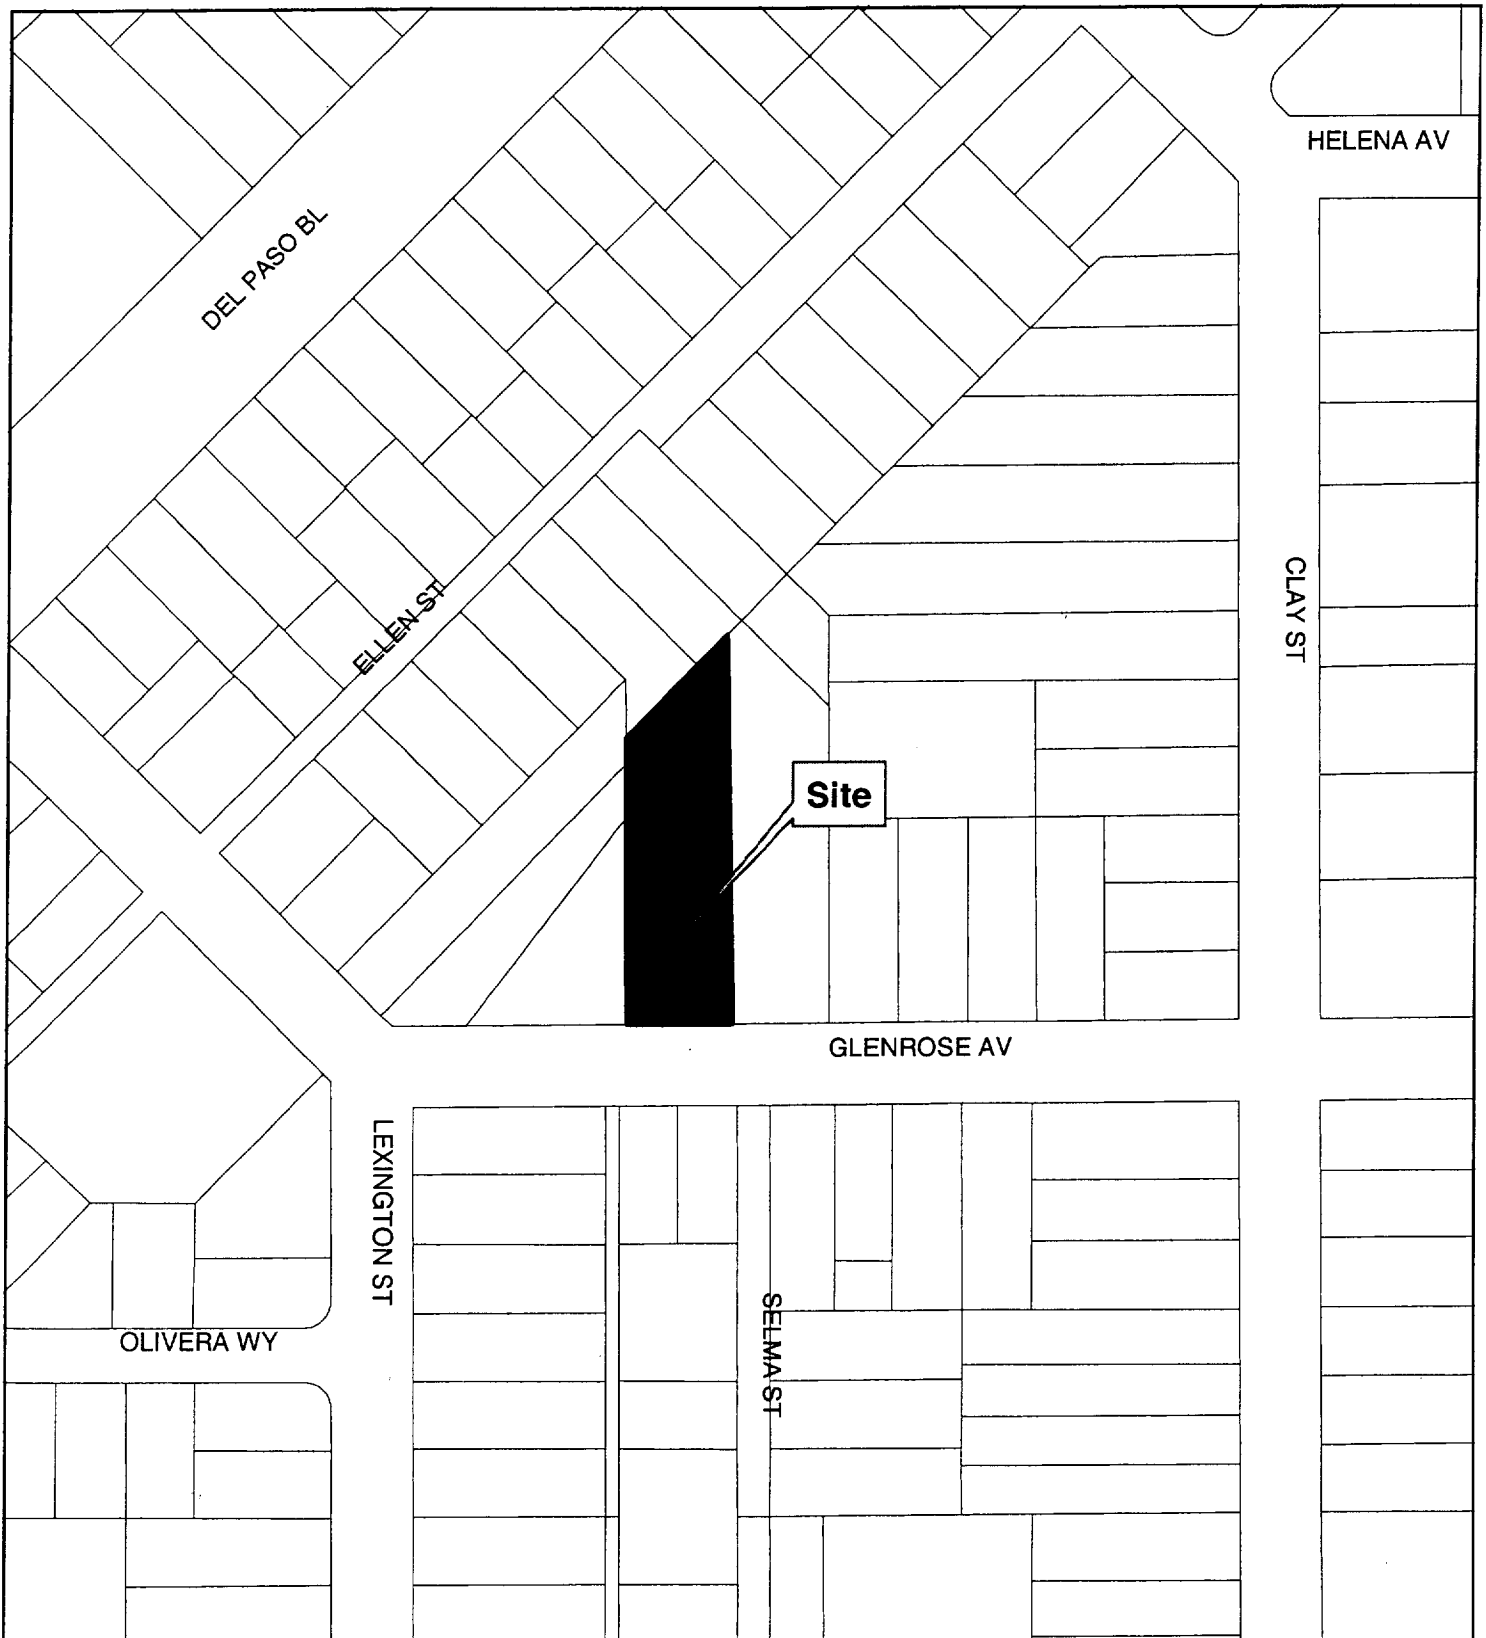 HELENA AV
DEL PASO BL
CLAY ST
ELLEN ST
Site
GLENROSE AV
LEXINGTON ST
SELMA ST
OLIVERA WY